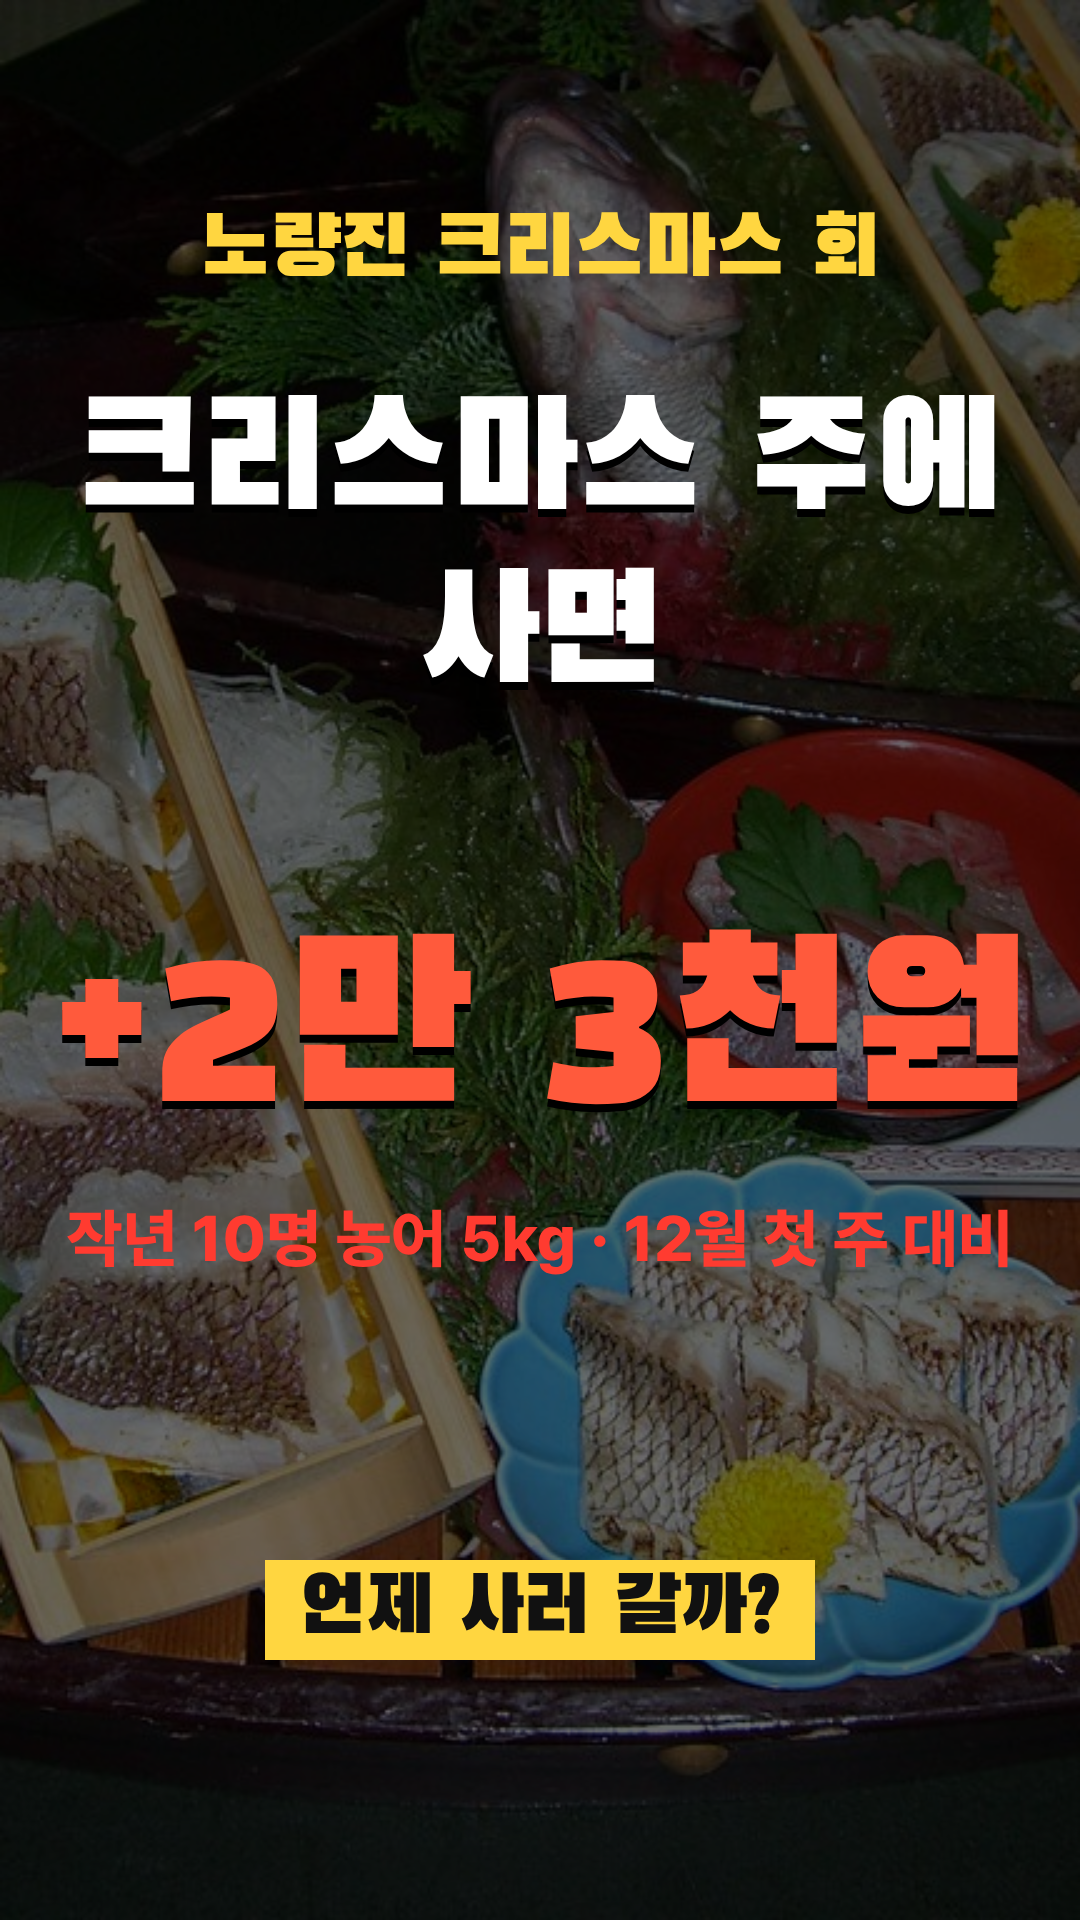 노량진 크리스마스 회
크리스마스 주에
사면
+2만 3천원
작년 10명 농어 5kg · 12월 첫 주 대비
언제 사러 갈까?